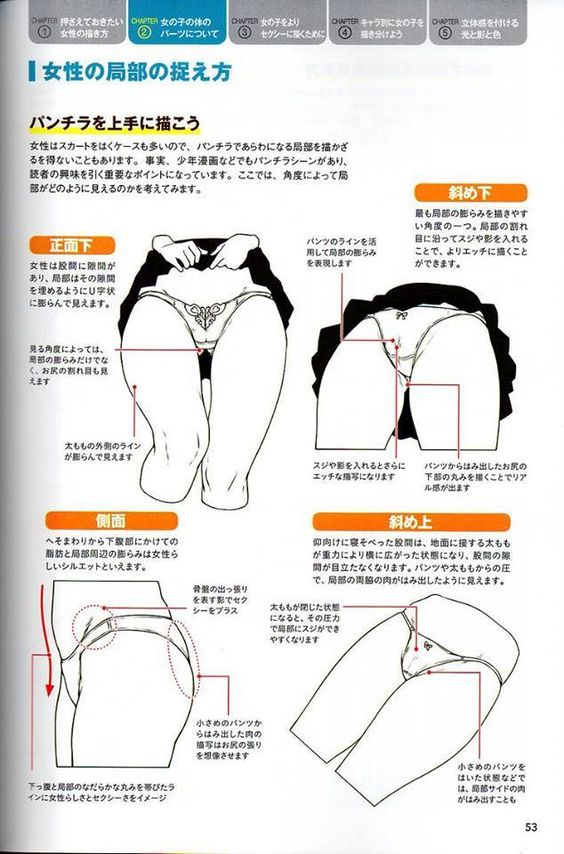 CHAPTER ① 押さえておきたい女性の描き方
CHAPTER ② 女の子の体のパーツについて
CHAPTER ③ 女の子をよりセクシーに描くために
CHAPTER ④ キャラ別に女の子を描き分けよう
CHAPTER ⑤ 立体感を付ける光と影と色
女性の局部の捉え方
パンチラを上手に描こう
女性はスカートをはくケースも多いので、パンチラであらわになる局部を描かざ
るを得ないこともあります。事実、少年漫画などでもパンチラシーンがあり、
読者の興味を引く重要なポイントになっています。ここでは、角度によって局
部がどのように見えるのかを考えてみます。
正面下
女性は股間に隙間が
あり、局部はその隙間
を埋めるようにU字状
に膨らんで見えます。
見る角度によっては、
局部の膨らみだけでな
く、お尻の割れ目も見
えます
太ももの外側のライン
が膨らんで見えます
斜め下
最も局部の膨らみを描きやす
い角度の一つ。局部の割れ
目に沿ってスジや影を入れる
ことで、よりエッチに描くこと
ができます。
パンツのラインを活
用して局部の膨らみ
を表現します
スジや影を入れるとさらに
エッチな描写になります
パンツからはみ出したお尻の
下部の丸みを描くことでリア
ル感が出ます
側面
へそまわりから下腹部にかけての
脂肪と局部周辺の膨らみは女性ら
しいシルエットといえます。
骨盤の出っ張り
を表す影でセク
シーをプラス
小さめのパンツか
らはみ出した肉の
描写はお尻の張り
を想像させます
下っ腹と局部のなだらかな丸みを帯びたラ
インに女性らしさとセクシーさをイメージ
斜め上
仰向けに寝そべった股間は、地面に接する太もも
が重力により横に広がった状態になり、股間の隙
間が目立たなくなります。パンツや太ももからの圧
で、局部の両脇の肉がはみ出したように見えます。
太ももが閉じた状態
になると、その圧力
で局部にスジができ
やすくなります
小さめのパンツを
はいた状態などで
は、局部サイドの肉
がはみ出すことも
53